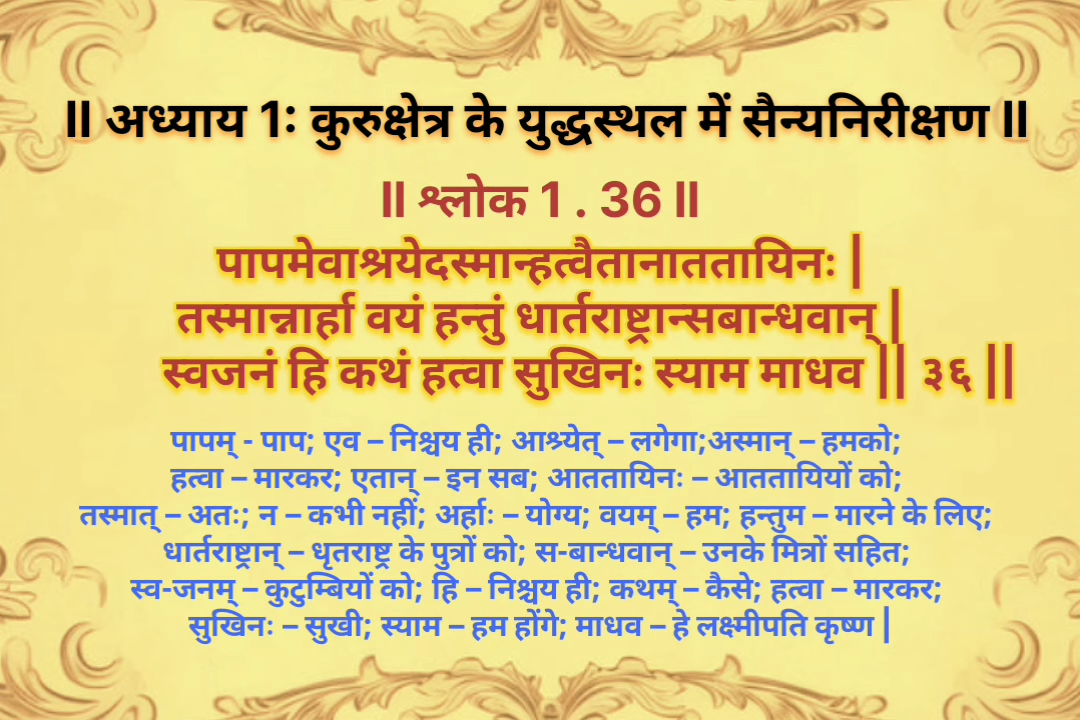 ॥ अध्याय 1: कुरुक्षेत्र के युद्धस्थल में सैन्यनिरीक्षण ॥
॥ श्लोक 1 . 36 ॥
पापमेवाश्रयेदस्मान्हत्वैतानाततायिनः |
तस्मान्नार्हा वयं हन्तुं धार्तराष्ट्रान्सबान्धवान् |
स्वजनं हि कथं हत्वा सुखिनः स्याम माधव || ३६ ||
पापम् - पाप; एव – निश्चय ही; आश्र्येत् – लगेगा;अस्मान् – हमको;
हत्वा – मारकर; एतान् – इन सब; आततायिनः – आततायियों को;
तस्मात् – अतः; न – कभी नहीं; अर्हाः – योग्य; वयम् – हम; हन्तुम – मारने के लिए;
धार्तराष्ट्रान् – धृतराष्ट्र के पुत्रों को; स-बान्धवान् – उनके मित्रों सहित;
स्व-जनम् – कुटुम्बियों को; हि – निश्चय ही; कथम् – कैसे; हत्वा – मारकर;
सुखिनः – सुखी; स्याम – हम होंगे; माधव – हे लक्ष्मीपति कृष्ण |